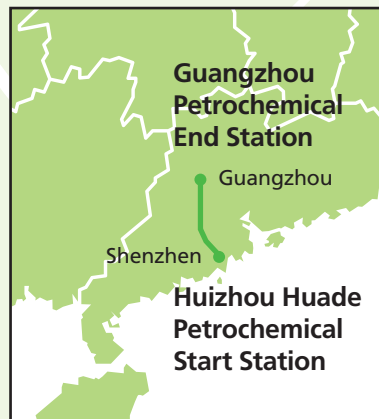 Guangzhou
Petrochemical
End Station
Guangzhou
Shenzhen
Huizhou Huade
Petrochemical
Start Station